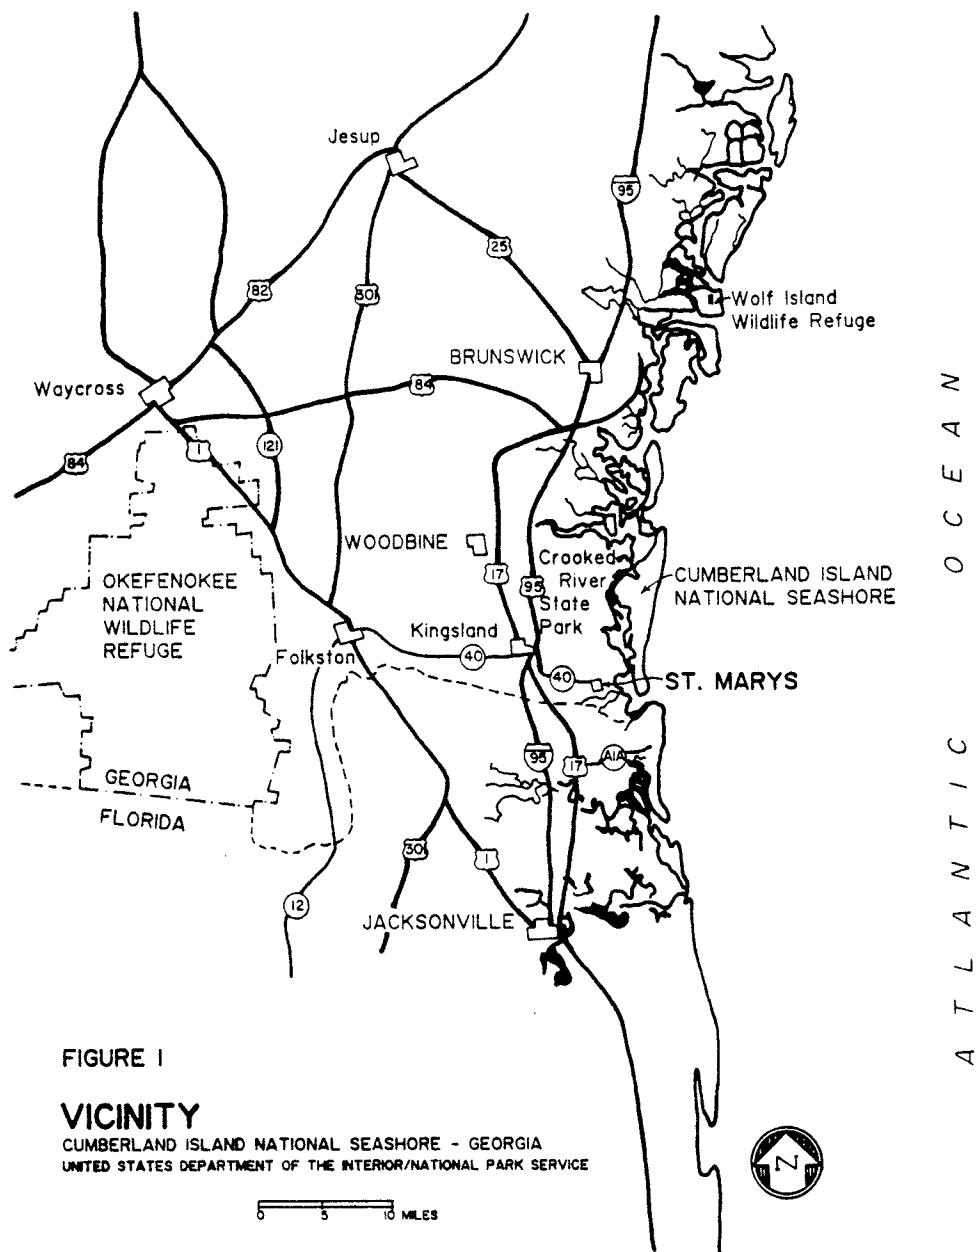 Jesup
95
25
82
301
Wolf Island
Wildlife Refuge
BRUNSWICK
Waycross
84
84
1
121
ATLANTIC OCEAN
WOODBINE
Crooked
River
State
Park
17
95
CUMBERLAND ISLAND
NATIONAL SEASHORE
OKEFENOKEE
NATIONAL
WILDLIFE
REFUGE
Kingsland
Folkston
40
40
ST. MARYS
95
17
A1A
GEORGIA
FLORIDA
301
1
12
JACKSONVILLE
FIGURE 1
VICINITY
CUMBERLAND ISLAND NATIONAL SEASHORE - GEORGIA
UNITED STATES DEPARTMENT OF THE INTERIOR/NATIONAL PARK SERVICE
0 5 10 MILES
N